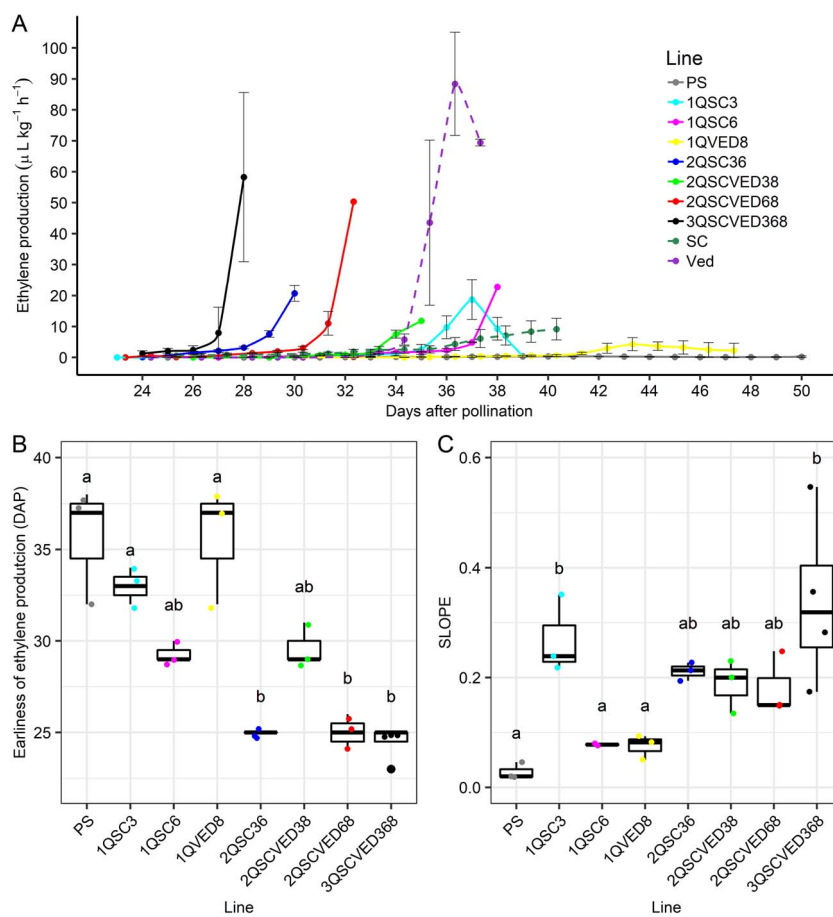 A
Ethylene production (μ L kg⁻¹ h⁻¹)
100
90
80
70
60
50
40
30
20
10
0
24 26 28 30 32 34 36 38 40 42 44 46 48 50
Days after pollination
Line
PS
1QSC3
1QSC6
1QVED8
2QSC36
2QSCVED38
2QSCVED68
3QSCVED368
SC
Ved
B
Earliness of ethylene produtcion (DAP)
40
35
30
25
a a ab a b ab b b
PS 1QSC3 1QSC6 1QVED8 2QSC36 2QSCVED38 2QSCVED68 3QSCVED368
Line
C
SLOPE
0.6
0.4
0.2
0.0
a b a a ab ab ab b
PS 1QSC3 1QSC6 1QVED8 2QSC36 2QSCVED38 2QSCVED68 3QSCVED368
Line